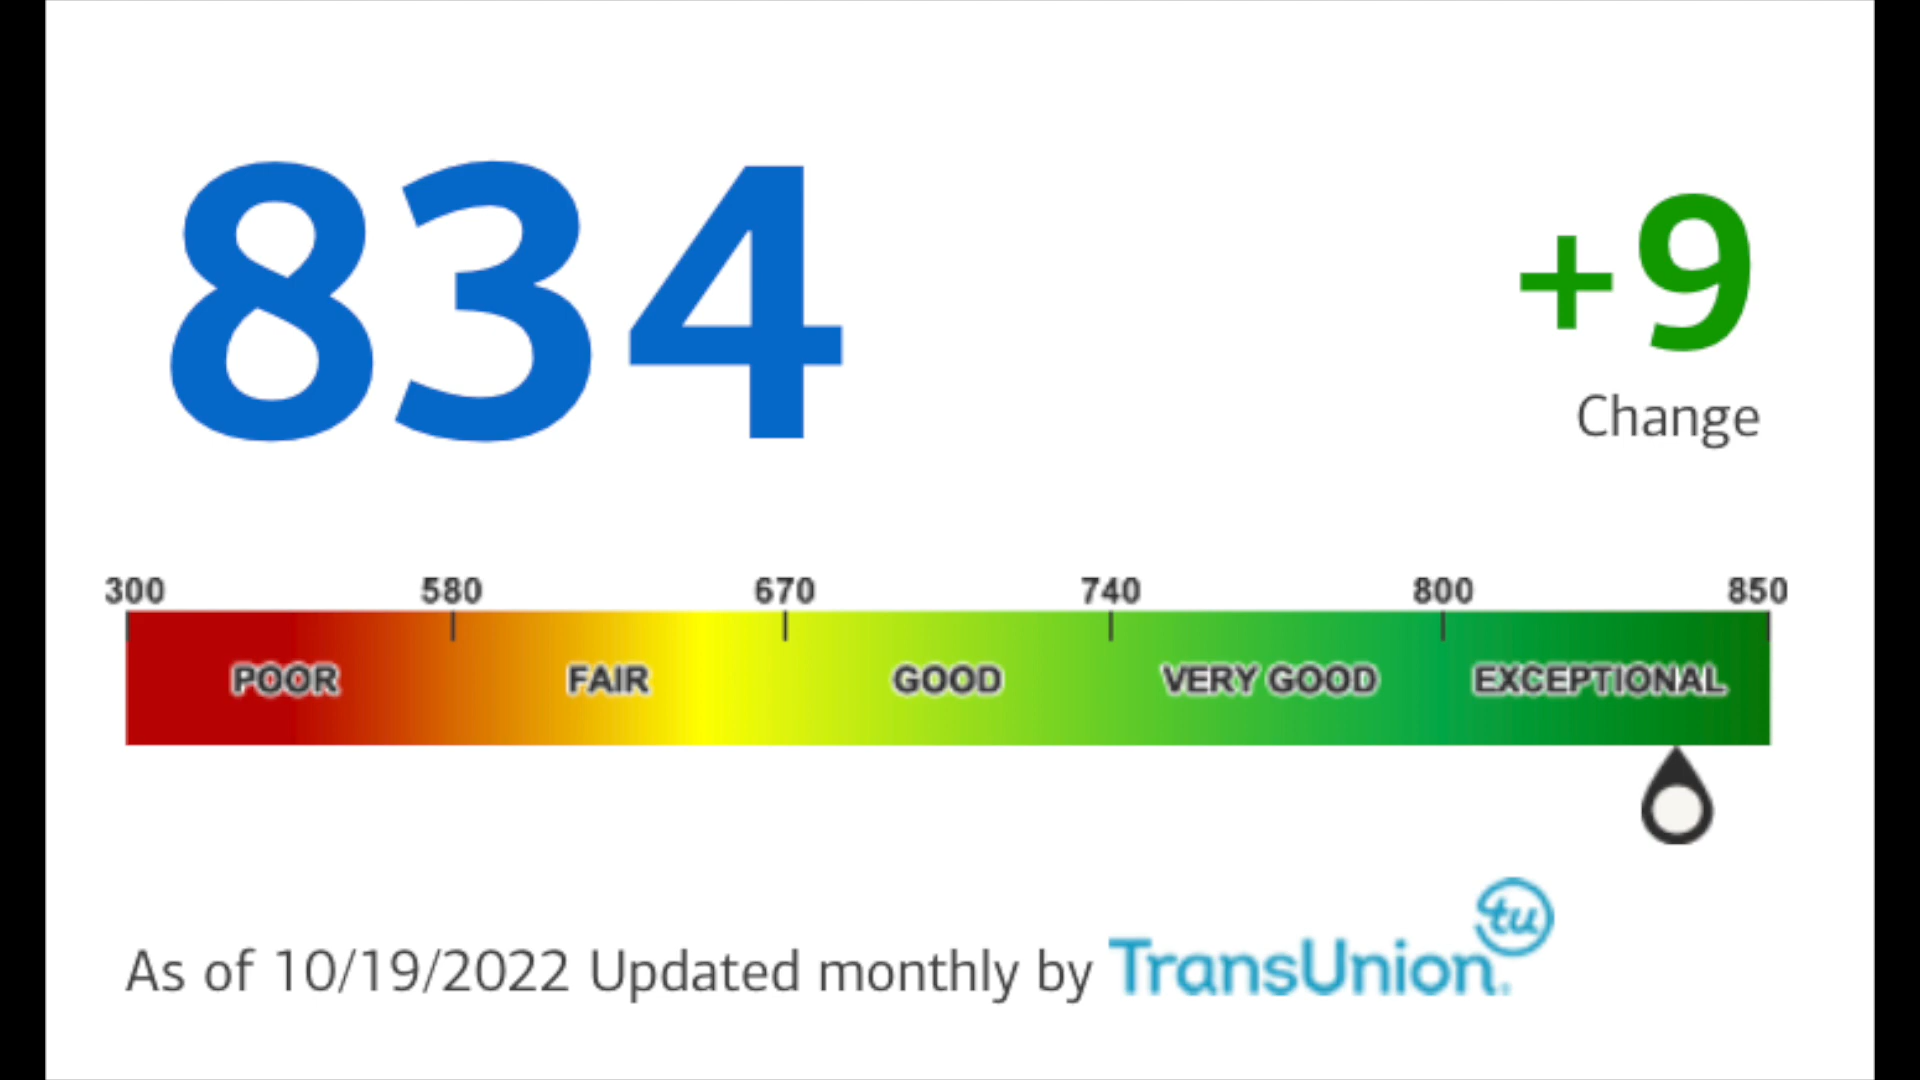 834
+9
Change
300 580 670 740 800 850
POOR FAIR GOOD VERY GOOD EXCEPTIONAL
As of 10/19/2022 Updated monthly by TransUnion. tu